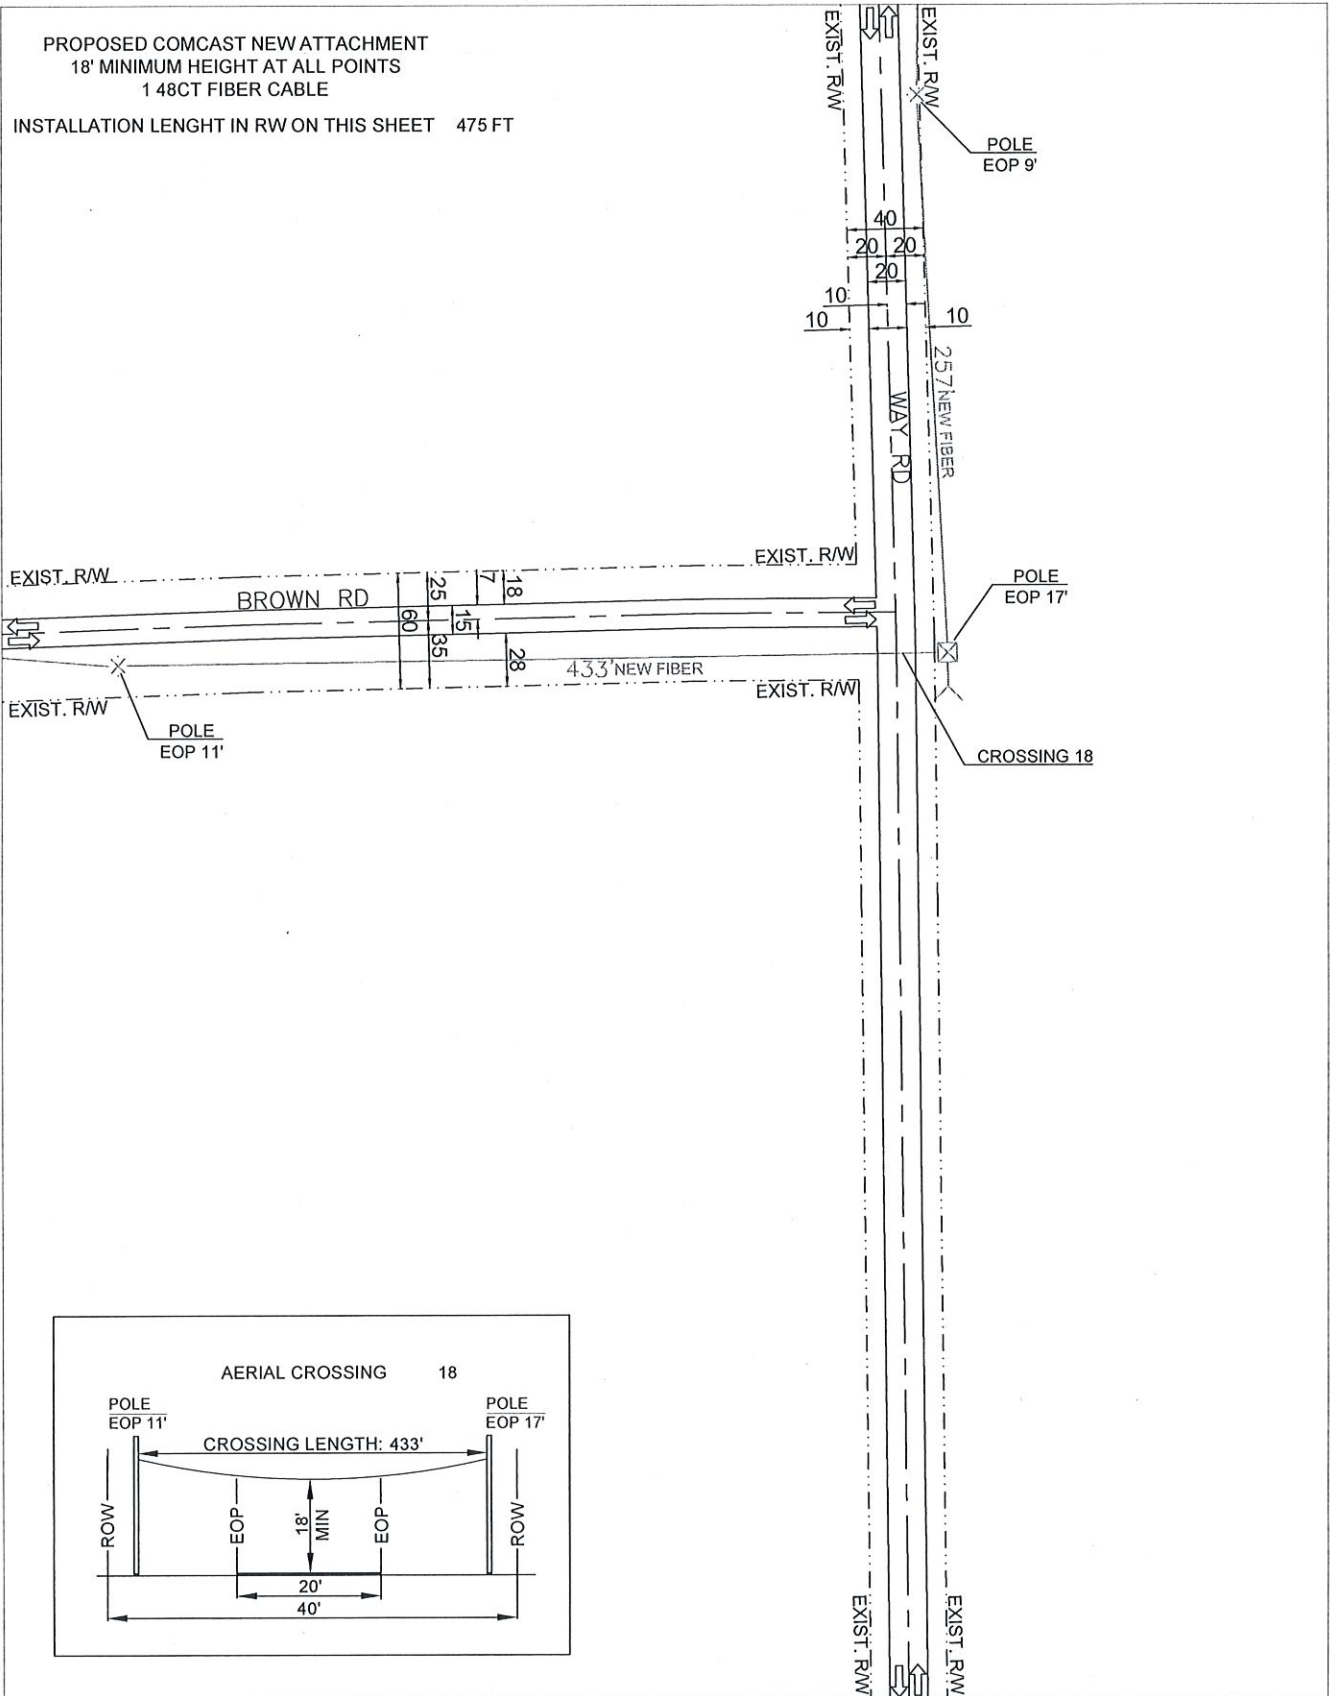 PROPOSED COMCAST NEW ATTACHMENT
18' MINIMUM HEIGHT AT ALL POINTS
1 48CT FIBER CABLE
INSTALLATION LENGHT IN RW ON THIS SHEET 475 FT
EXIST. R/W
EXIST. R/W
POLE
EOP 9'
40
20 20
20
10
10 10
257' NEW FIBER
WAY RD
EXIST. R/W
EXIST. R/W
BROWN RD
25
7
18
60
15
35
28
433' NEW FIBER
POLE
EOP 17'
EXIST. R/W
EXIST. R/W
POLE
EOP 11'
CROSSING 18
AERIAL CROSSING 18
POLE
EOP 11'
POLE
EOP 17'
CROSSING LENGTH: 433'
ROW
EOP
18'
MIN
EOP
ROW
20'
40'
EXIST. R/W
EXIST. R/W